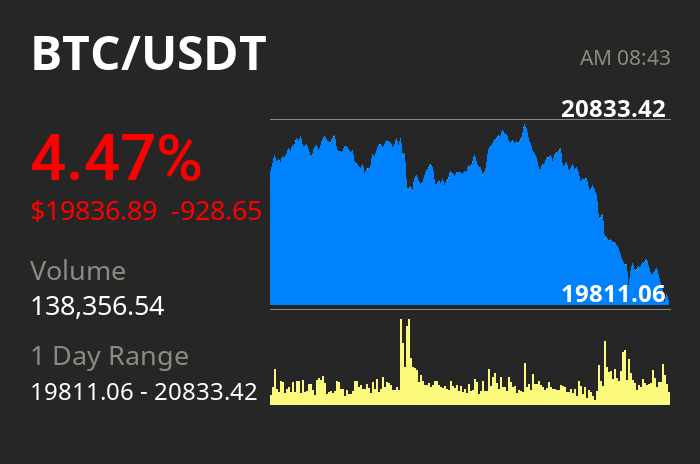 BTC/USDT
AM 08:43
20833.42
4.47%
$19836.89 -928.65
Volume
138,356.54
19811.06
1 Day Range
19811.06 - 20833.42